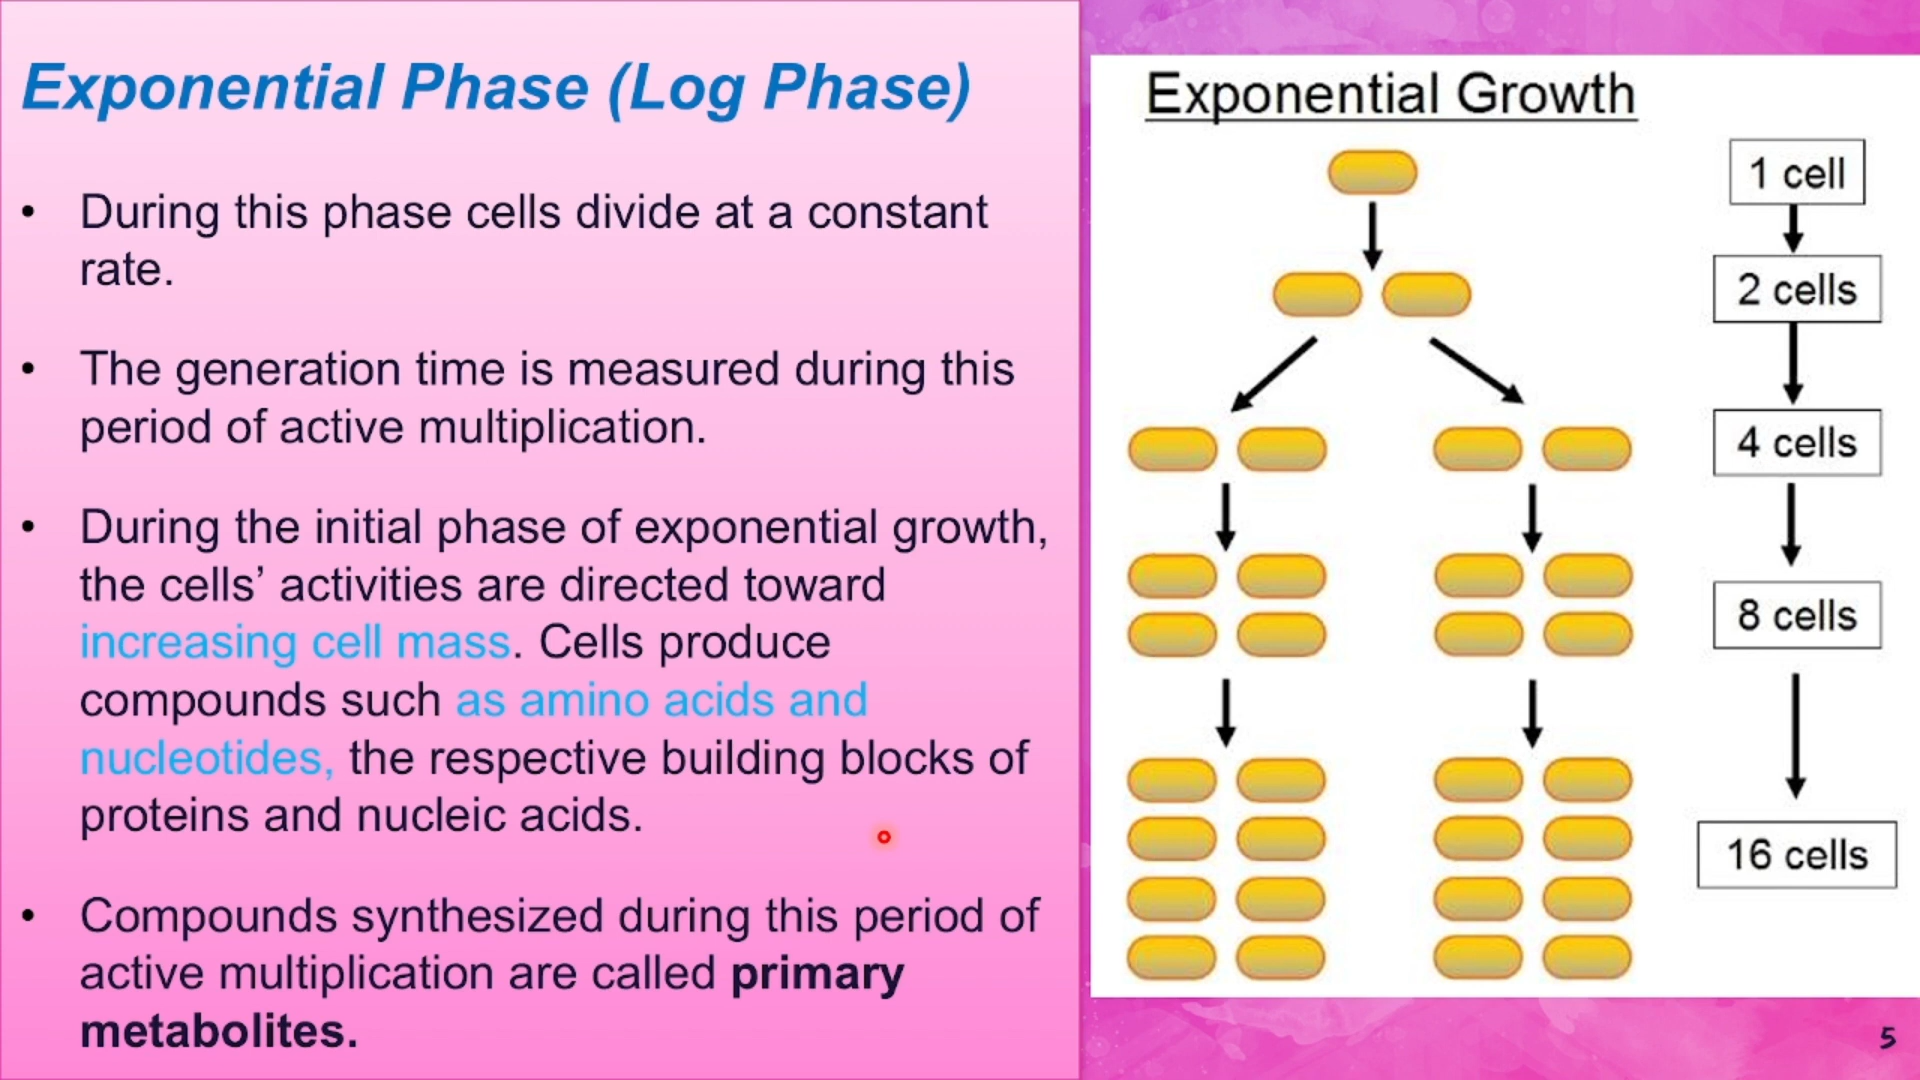 Exponential Phase (Log Phase)
• During this phase cells divide at a constant
rate.
• The generation time is measured during this
period of active multiplication.
• During the initial phase of exponential growth,
the cells’ activities are directed toward
increasing cell mass. Cells produce
compounds such as amino acids and
nucleotides, the respective building blocks of
proteins and nucleic acids.
• Compounds synthesized during this period of
active multiplication are called primary
metabolites.
Exponential Growth
1 cell
2 cells
4 cells
8 cells
16 cells
5